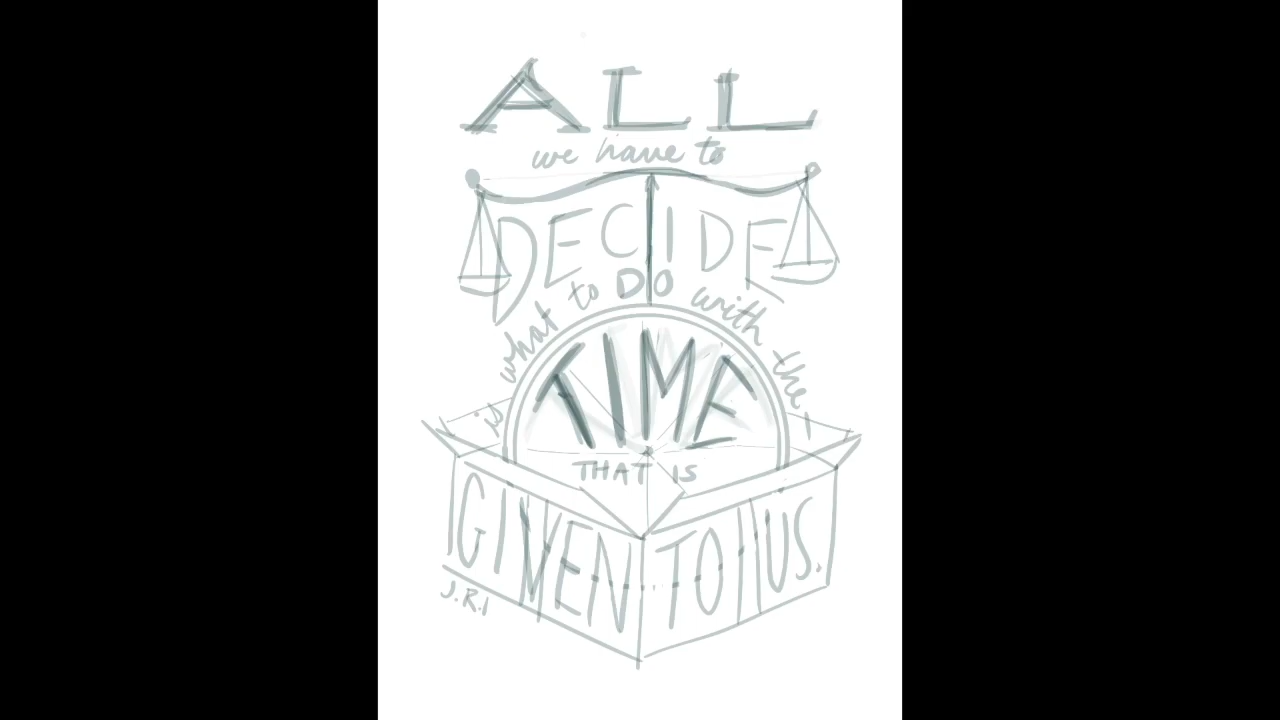 ALL
we have to
DECIDE
is what to DO with the
TIME
THAT IS
GIVEN TO US.
J.R.